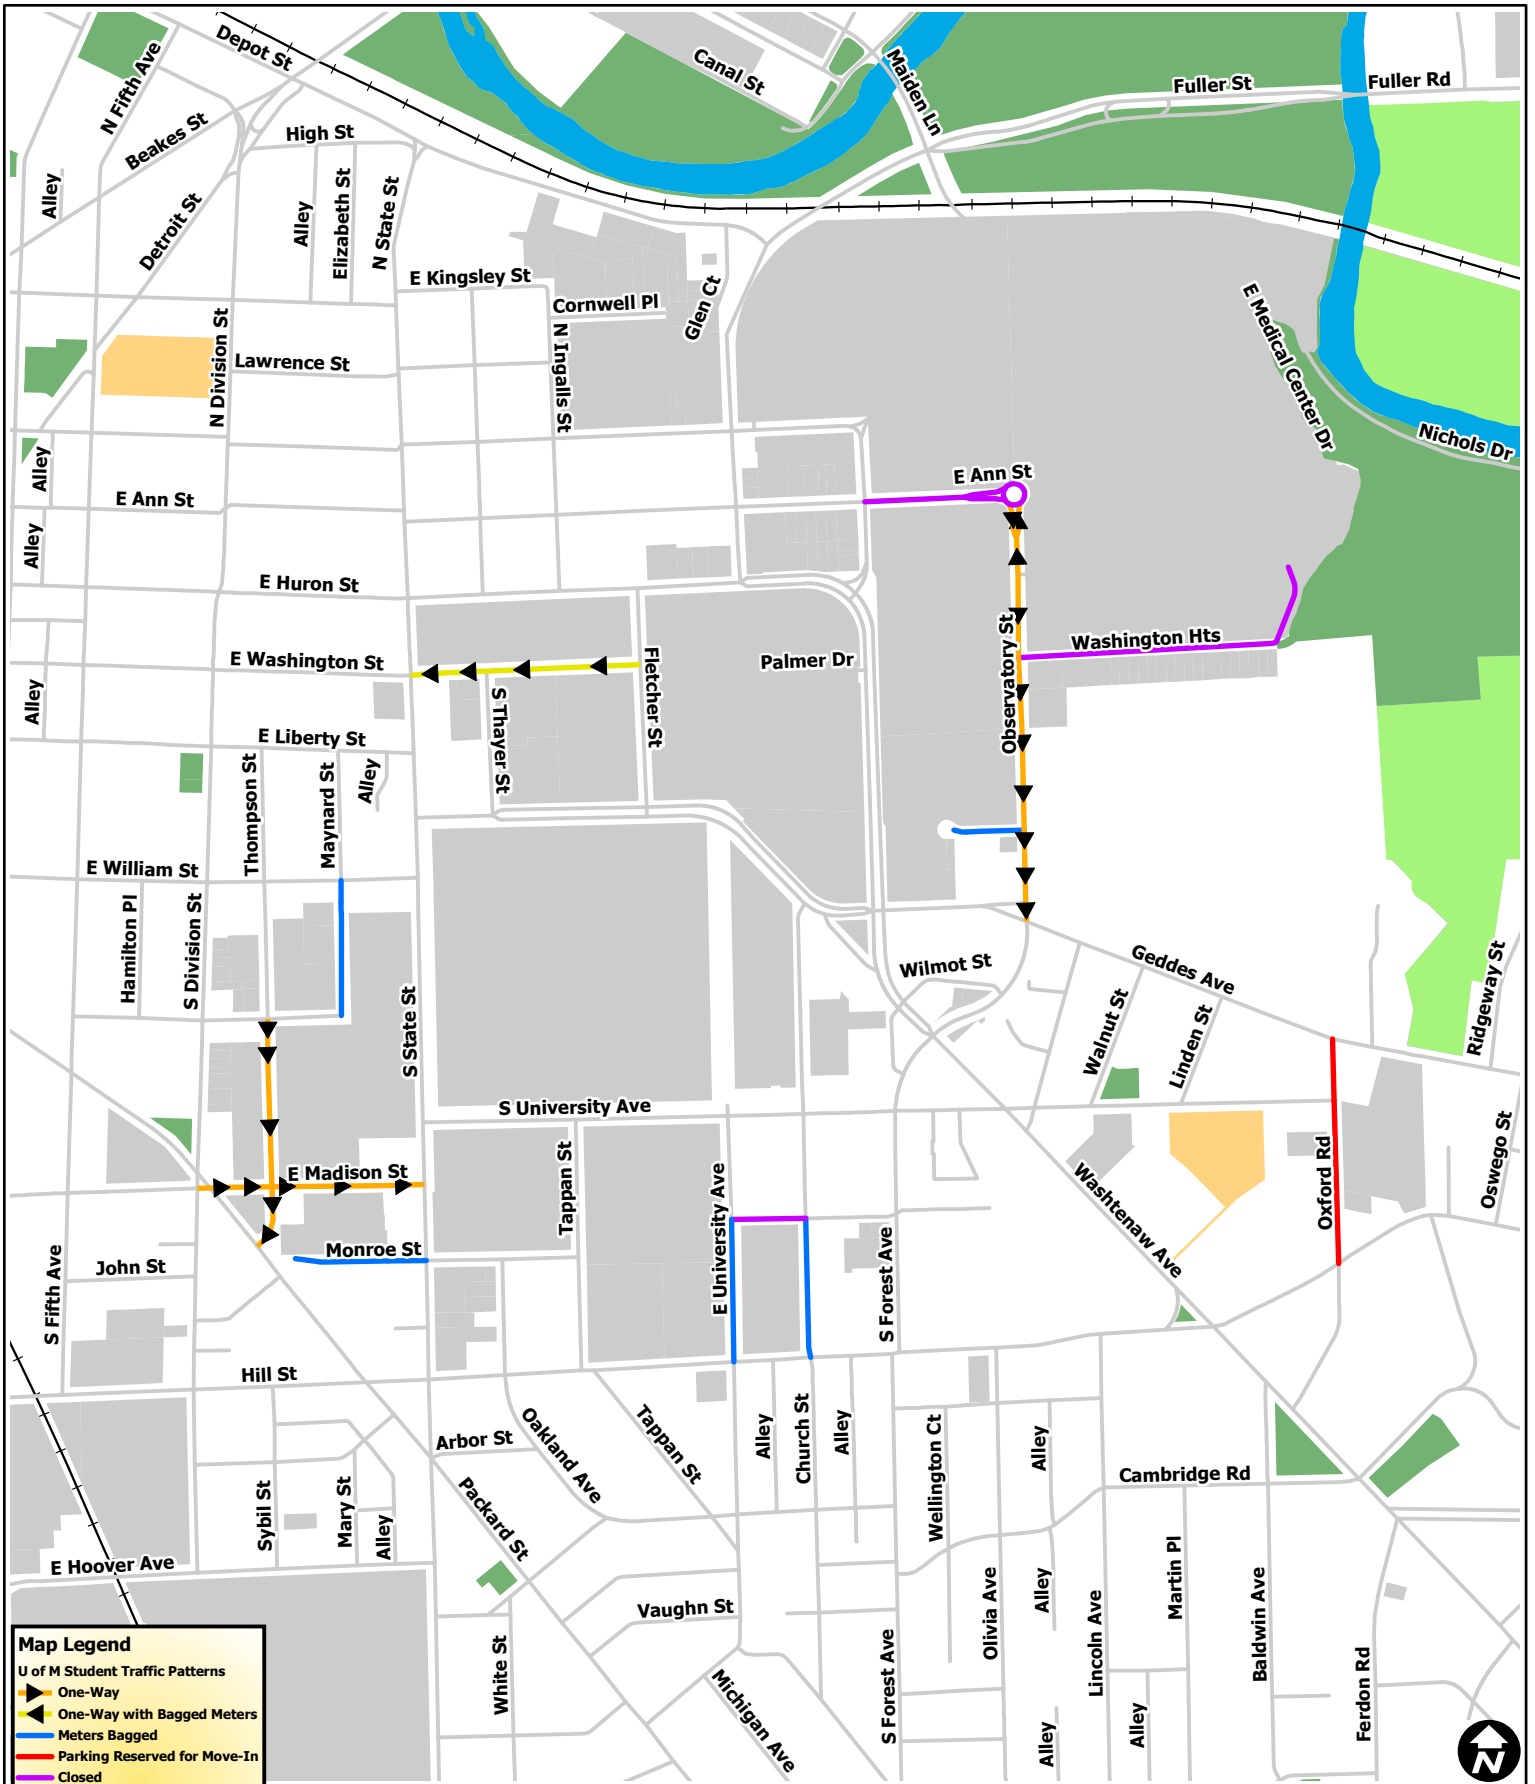 Depot St
Canal St
Maiden Ln
Fuller St
Fuller Rd
N Fifth Ave
Beakes St
High St
Alley
Detroit St
Alley
Elizabeth St
N State St
E Kingsley St
Cornwell Pl
Glen Ct
E Medical Center Dr
N Division St
Lawrence St
N Ingalls St
Nichols Dr
Alley
E Ann St
E Ann St
Alley
E Huron St
Observatory St
Washington Hts
E Washington St
Palmer Dr
Fletcher St
S Thayer St
Alley
E Liberty St
Thompson St
Maynard St
Alley
E William St
Hamilton Pl
S Division St
S State St
Wilmot St
Geddes Ave
Ridgeway St
Walnut St
Linden St
S University Ave
E Madison St
Tappan St
E University Ave
Washtenaw Ave
Oxford Rd
Oswego St
Monroe St
John St
S Fifth Ave
S Forest Ave
Hill St
Arbor St
Oakland Ave
Tappan St
Alley
Church St
Alley
Wellington Ct
Alley
Cambridge Rd
Sybil St
Mary St
Alley
Packard St
E Hoover Ave
Vaughn St
White St
Michigan Ave
S Forest Ave
Olivia Ave
Alley
Lincoln Ave
Martin Pl
Baldwin Ave
Ferdon Rd
Alley
Alley
Map Legend
U of M Student Traffic Patterns
One-Way
One-Way with Bagged Meters
Meters Bagged
Parking Reserved for Move-In
Closed
N